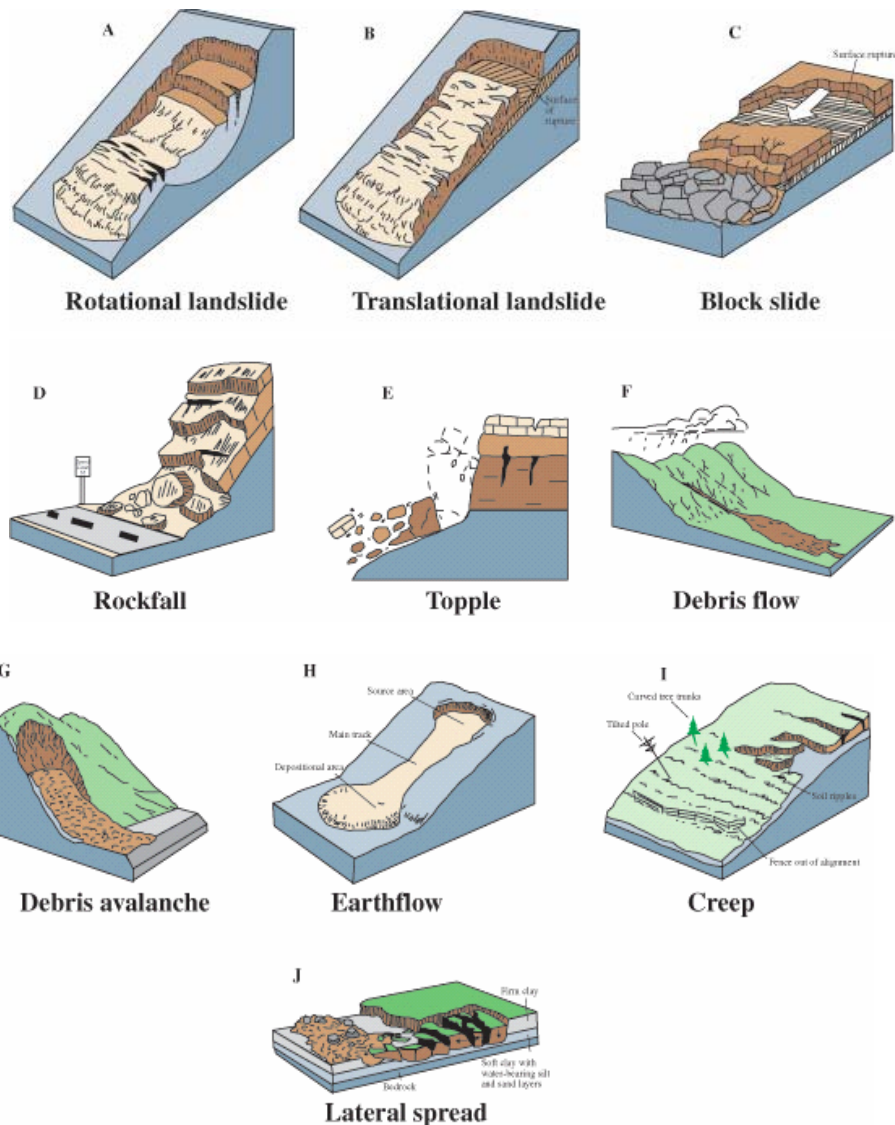 A
B
C
Surface rupture
Surface
of
rupture
Rotational landslide
Translational landslide
Block slide
D
E
F
Rockfall
Topple
Debris flow
G
H
I
Source area
Curved tree trunks
Tilted pole
Main track
Depositional area
Soil ripples
Fence out of alignment
Debris avalanche
Earthflow
Creep
J
Firm clay
Soft clay with
water-bearing silt
and sand layers
Bedrock
Lateral spread